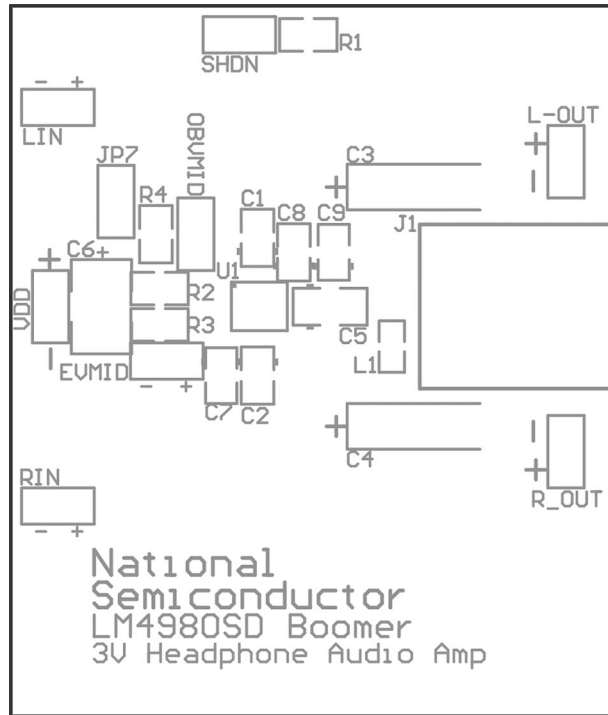 R1
SHDN
- +
LIN
L-OUT
+
-
OBVMID
JP7
C3
+
R4
C1
C8
C9
J1
C6+
U1
+
VDD
-
R2
R3
C5
L1
EVMID
- +
C7
C2
+
C4
-
+
R_OUT
RIN
- +
National
Semiconductor
LM4980SD Boomer
3V Headphone Audio Amp